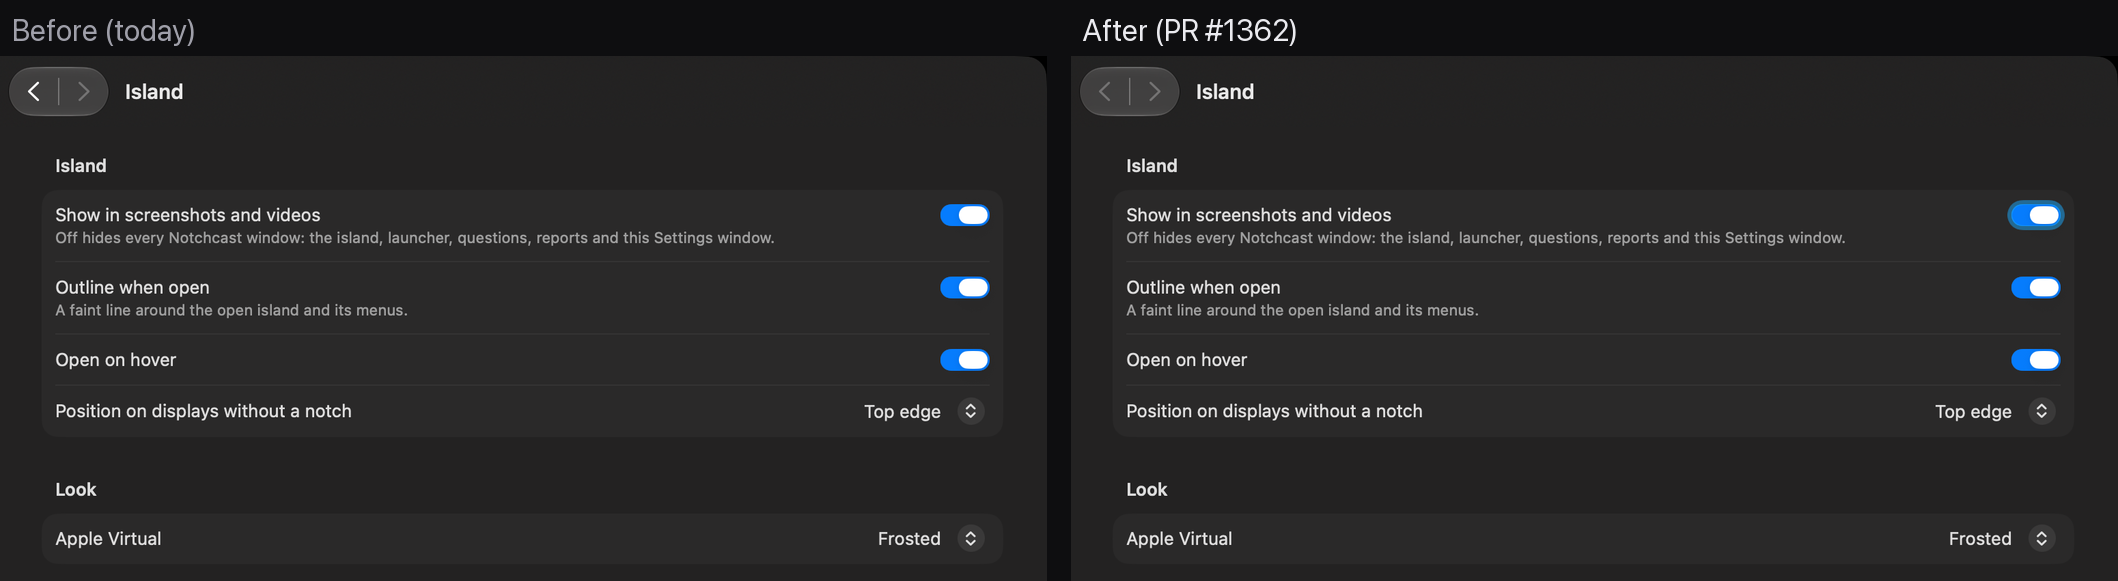 Before (today)
Island
Island
Show in screenshots and videos
Off hides every Notchcast window: the island, launcher, questions, reports and this Settings window.
Outline when open
A faint line around the open island and its menus.
Open on hover
Position on displays without a notch
Top edge
Look
Apple Virtual
Frosted
After (PR #1362)
Island
Island
Show in screenshots and videos
Off hides every Notchcast window: the island, launcher, questions, reports and this Settings window.
Outline when open
A faint line around the open island and its menus.
Open on hover
Position on displays without a notch
Top edge
Look
Apple Virtual
Frosted